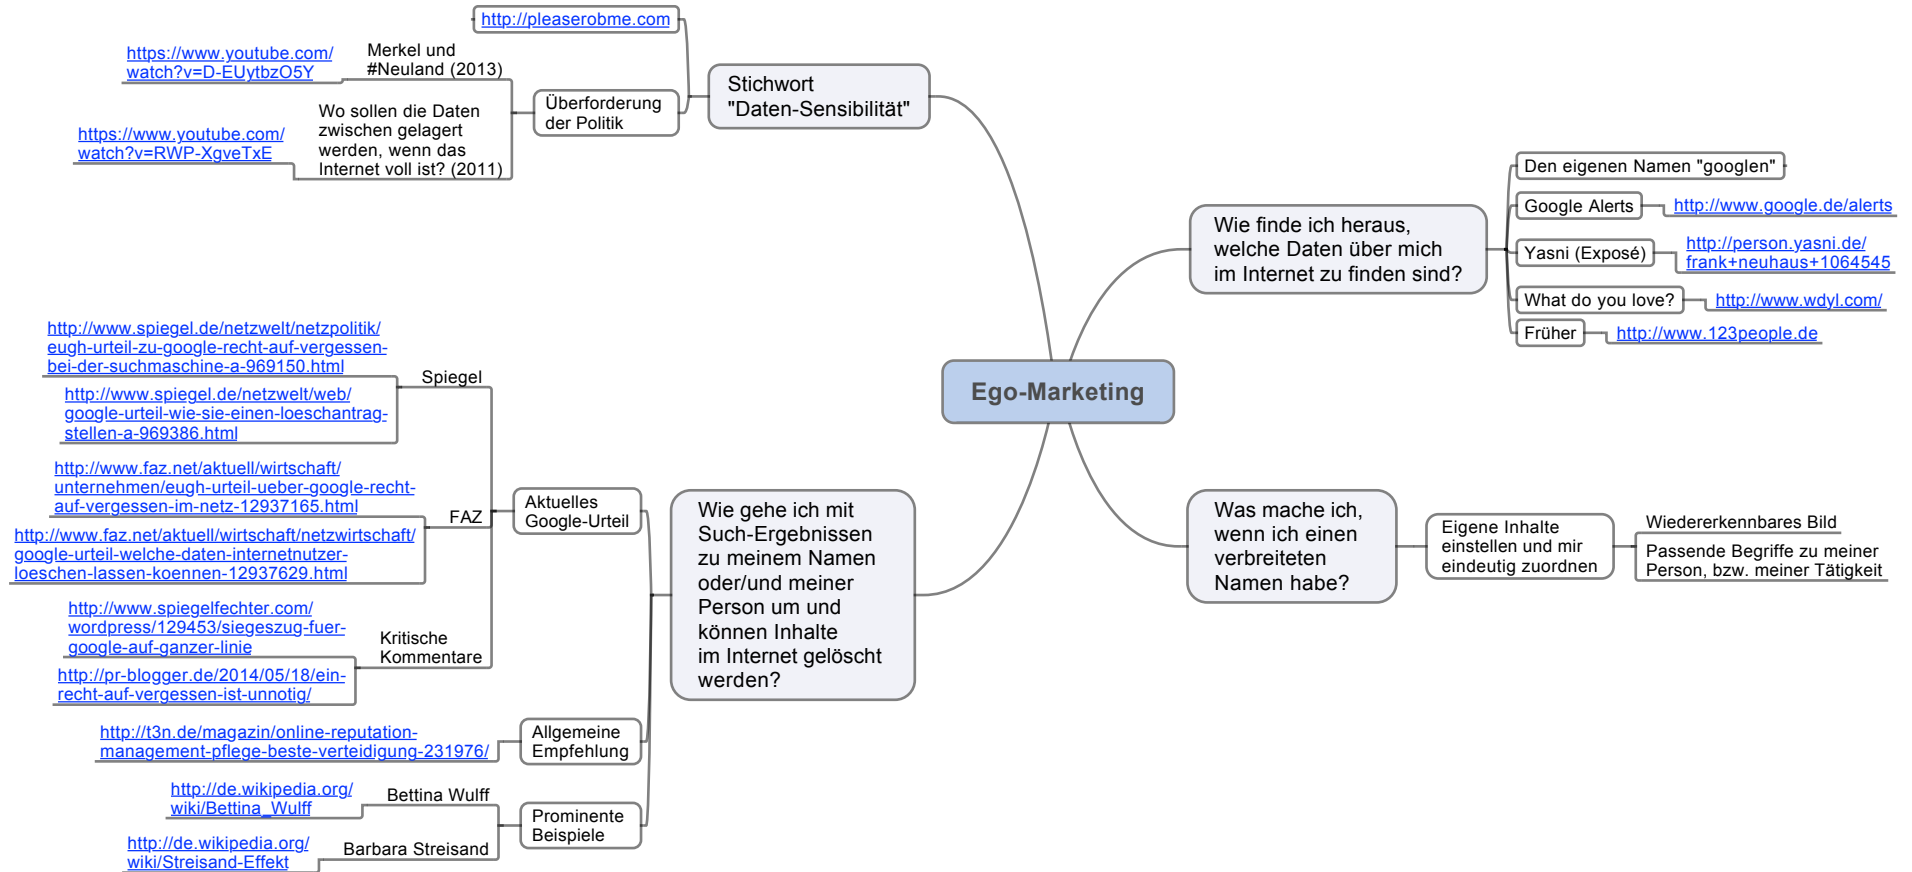 Ego-Marketing
Stichwort
"Daten-Sensibilität"
http://pleaserobme.com
Überforderung
der Politik
Merkel und
#Neuland (2013)
https://www.youtube.com/
watch?v=D-EUytbzO5Y
Wo sollen die Daten
zwischen gelagert
werden, wenn das
Internet voll ist? (2011)
https://www.youtube.com/
watch?v=RWP-XgveTxE
Wie finde ich heraus,
welche Daten über mich
im Internet zu finden sind?
Den eigenen Namen "googlen"
Google Alerts
http://www.google.de/alerts
Yasni (Exposé)
http://person.yasni.de/
frank+neuhaus+1064545
What do you love?
http://www.wdyl.com/
Früher
http://www.123people.de
Was mache ich,
wenn ich einen
verbreiteten
Namen habe?
Eigene Inhalte
einstellen und mir
eindeutig zuordnen
Wiedererkennbares Bild
Passende Begriffe zu meiner
Person, bzw. meiner Tätigkeit
Wie gehe ich mit
Such-Ergebnissen
zu meinem Namen
oder/und meiner
Person um und
können Inhalte
im Internet gelöscht
werden?
Aktuelles
Google-Urteil
Spiegel
http://www.spiegel.de/netzwelt/netzpolitik/
eugh-urteil-zu-google-recht-auf-vergessen-
bei-der-suchmaschine-a-969150.html
http://www.spiegel.de/netzwelt/web/
google-urteil-wie-sie-einen-loeschantrag-
stellen-a-969386.html
FAZ
http://www.faz.net/aktuell/wirtschaft/
unternehmen/eugh-urteil-ueber-google-recht-
auf-vergessen-im-netz-12937165.html
http://www.faz.net/aktuell/wirtschaft/netzwirtschaft/
google-urteil-welche-daten-internetnutzer-
loeschen-lassen-koennen-12937629.html
Kritische
Kommentare
http://www.spiegelfechter.com/
wordpress/129453/siegeszug-fuer-
google-auf-ganzer-linie
http://pr-blogger.de/2014/05/18/ein-
recht-auf-vergessen-ist-unnotig/
Allgemeine
Empfehlung
http://t3n.de/magazin/online-reputation-
management-pflege-beste-verteidigung-231976/
Prominente
Beispiele
Bettina Wulff
http://de.wikipedia.org/
wiki/Bettina_Wulff
Barbara Streisand
http://de.wikipedia.org/
wiki/Streisand-Effekt